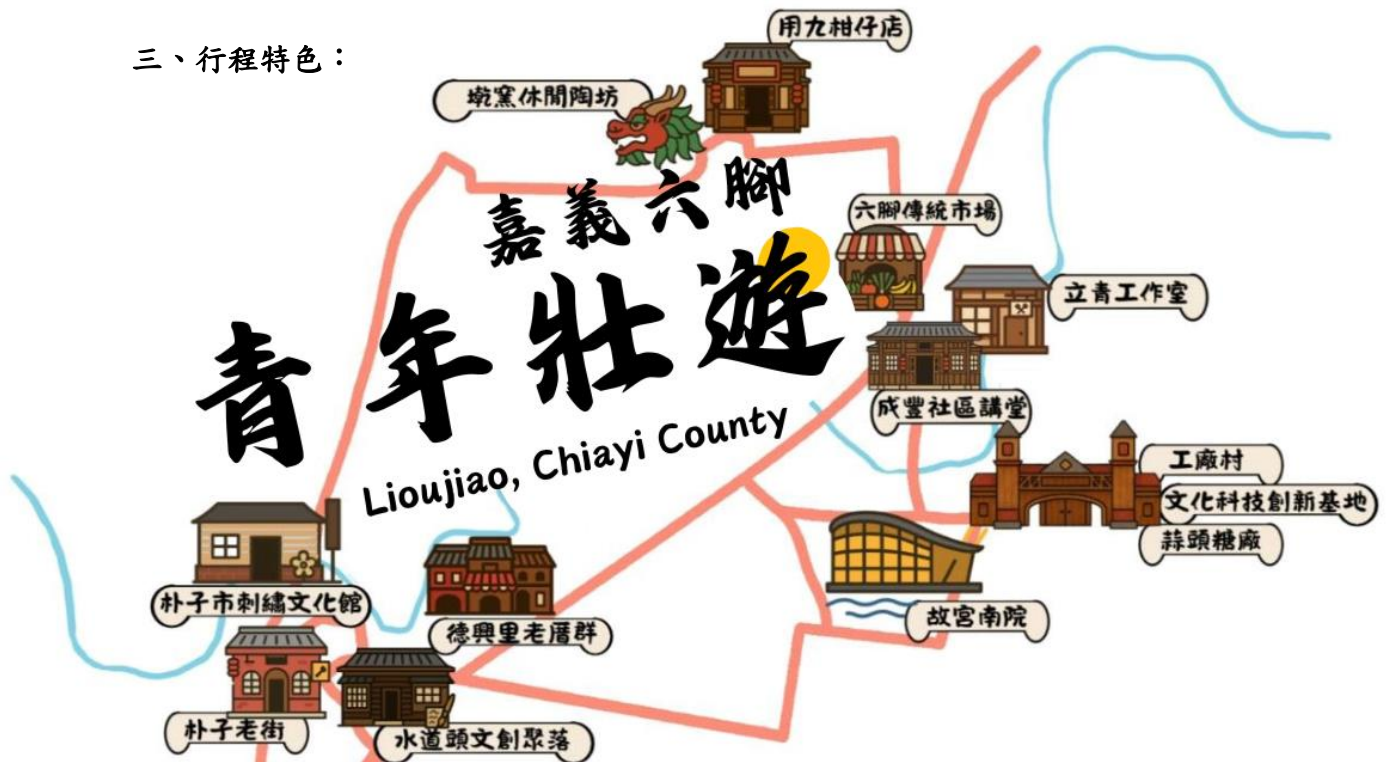 三、行程特色：
用九柑仔店
墘窯休閒陶坊
嘉義六腳
青年壯遊
Lioujiao, Chiayi County
六腳傳統市場
立青工作室
成豐社區講堂
工廠村
文化科技創新基地
蒜頭糖廠
故宮南院
朴子市刺繡文化館
德興里老厝群
朴子老街
水道頭文創聚落